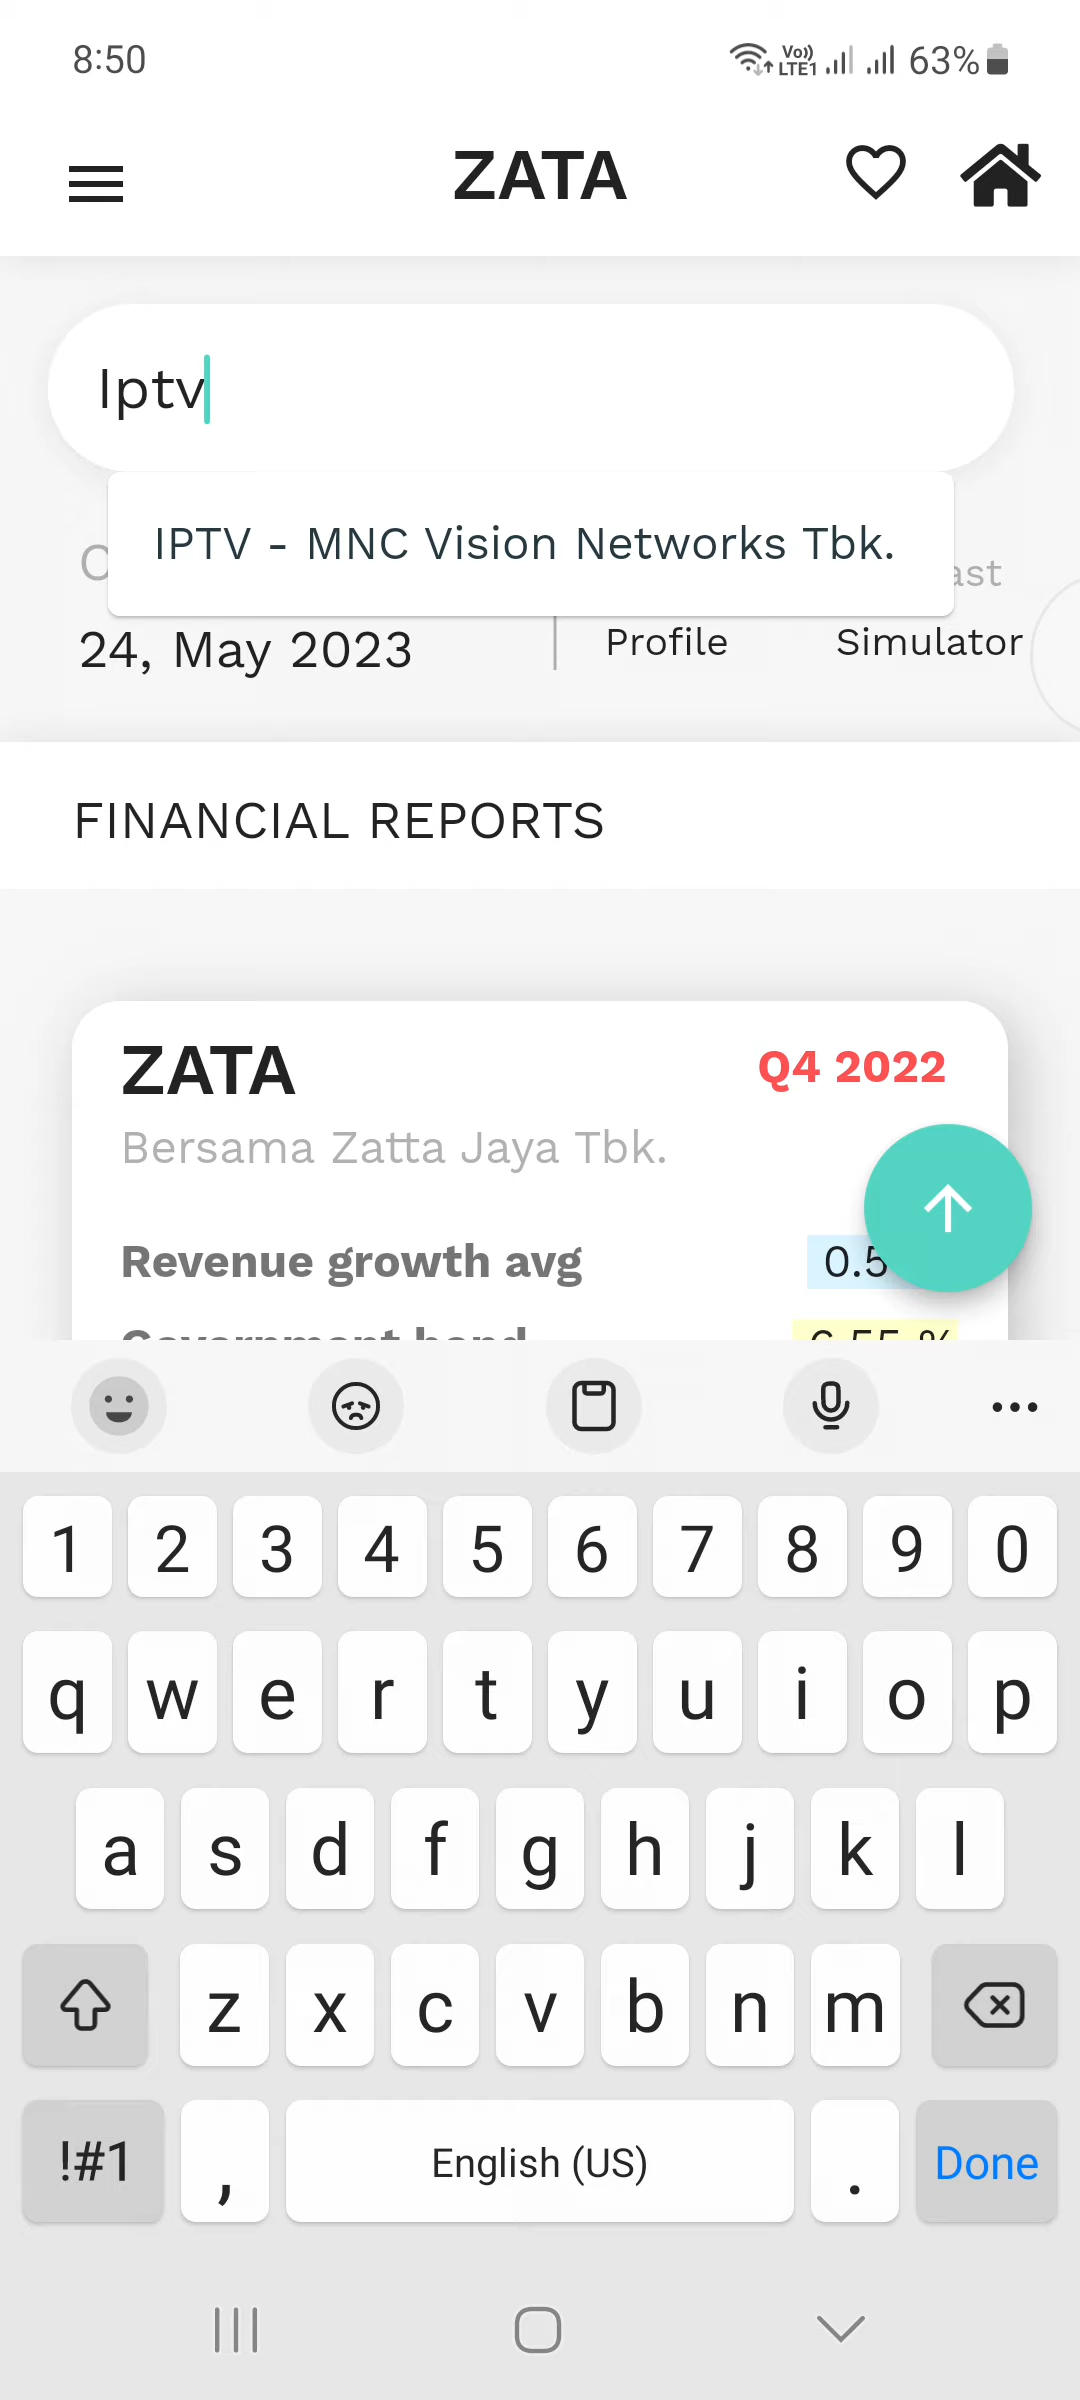 8:50
Vo)) LTE1 63%
ZATA
Iptv
IPTV - MNC Vision Networks Tbk.
24, May 2023
Profile
Simulator
FINANCIAL REPORTS
ZATA
Q4 2022
Bersama Zatta Jaya Tbk.
Revenue growth avg
1 2 3 4 5 6 7 8 9 0
q w e r t y u i o p
a s d f g h j k l
z x c v b n m
!#1 , English (US) . Done